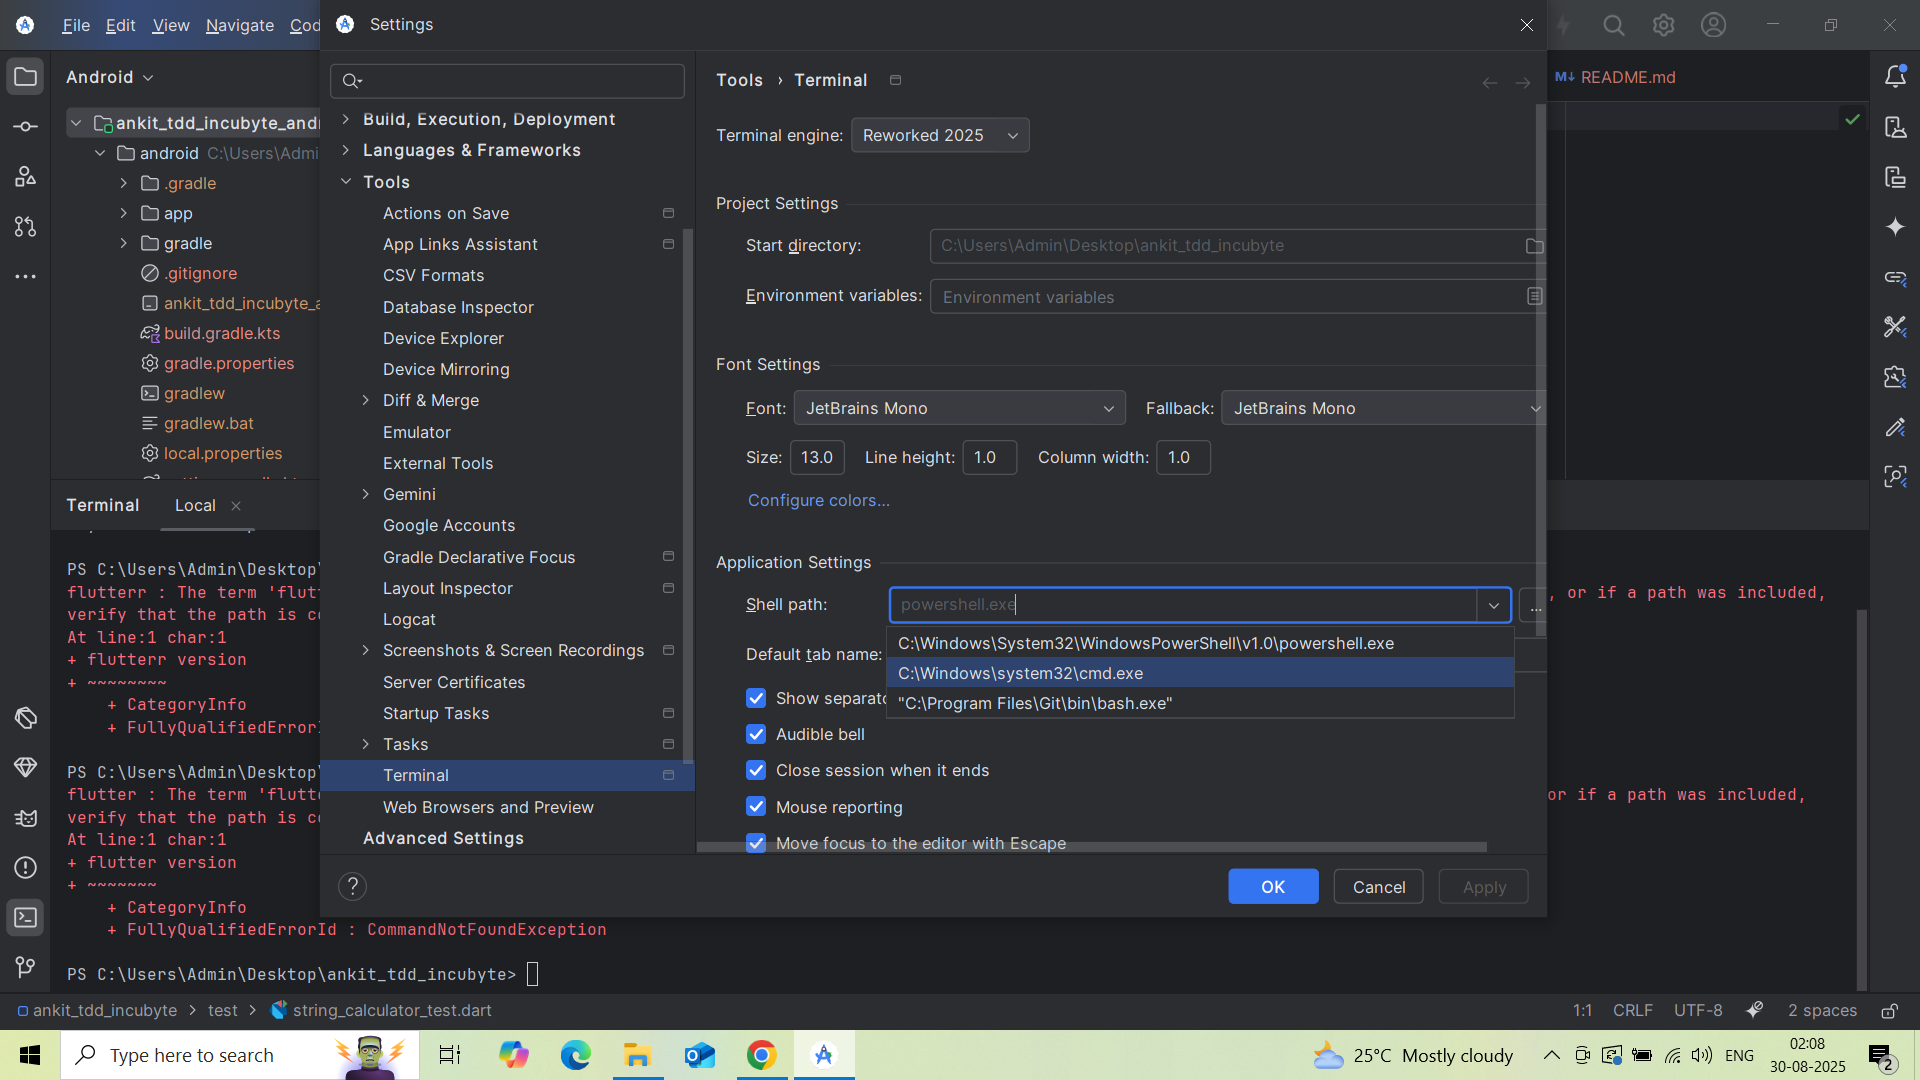 File Edit View Navigate Cod
Settings
Android
ankit_tdd_incubyte_andr
android C:\Users\Admi
.gradle
app
gradle
.gitignore
ankit_tdd_incubyte_a
build.gradle.kts
gradle.properties
gradlew
gradlew.bat
local.properties
Build, Execution, Deployment
Languages & Frameworks
Tools
Actions on Save
App Links Assistant
CSV Formats
Database Inspector
Device Explorer
Device Mirroring
Diff & Merge
Emulator
External Tools
Gemini
Google Accounts
Gradle Declarative Focus
Layout Inspector
Logcat
Screenshots & Screen Recordings
Server Certificates
Startup Tasks
Tasks
Terminal
Web Browsers and Preview
Advanced Settings
?
Tools › Terminal
Terminal engine: Reworked 2025
Project Settings
Start directory: C:\Users\Admin\Desktop\ankit_tdd_incubyte
Environment variables: Environment variables
Font Settings
Font: JetBrains Mono Fallback: JetBrains Mono
Size: 13.0 Line height: 1.0 Column width: 1.0
Configure colors...
Application Settings
Shell path: powershell.exe ...
C:\Windows\System32\WindowsPowerShell\v1.0\powershell.exe
Default tab name:
C:\Windows\system32\cmd.exe
Show separato
"C:\Program Files\Git\bin\bash.exe"
Audible bell
Close session when it ends
Mouse reporting
Move focus to the editor with Escape
OK Cancel Apply
M↓ README.md
Terminal Local
PS C:\Users\Admin\Desktop\
flutterr : The term 'flutt , or if a path was included,
verify that the path is co
At line:1 char:1
+ flutterr version
+ ~~~~~~~~
+ CategoryInfo
+ FullyQualifiedErrorI
PS C:\Users\Admin\Desktop\
flutter : The term 'flutte or if a path was included,
verify that the path is co
At line:1 char:1
+ flutter version
+ ~~~~~~~
+ CategoryInfo
+ FullyQualifiedErrorId : CommandNotFoundException
PS C:\Users\Admin\Desktop\ankit_tdd_incubyte>
ankit_tdd_incubyte > test > string_calculator_test.dart
1:1 CRLF UTF-8 2 spaces
Type here to search
25°C Mostly cloudy
ENG
02:08
30-08-2025
2